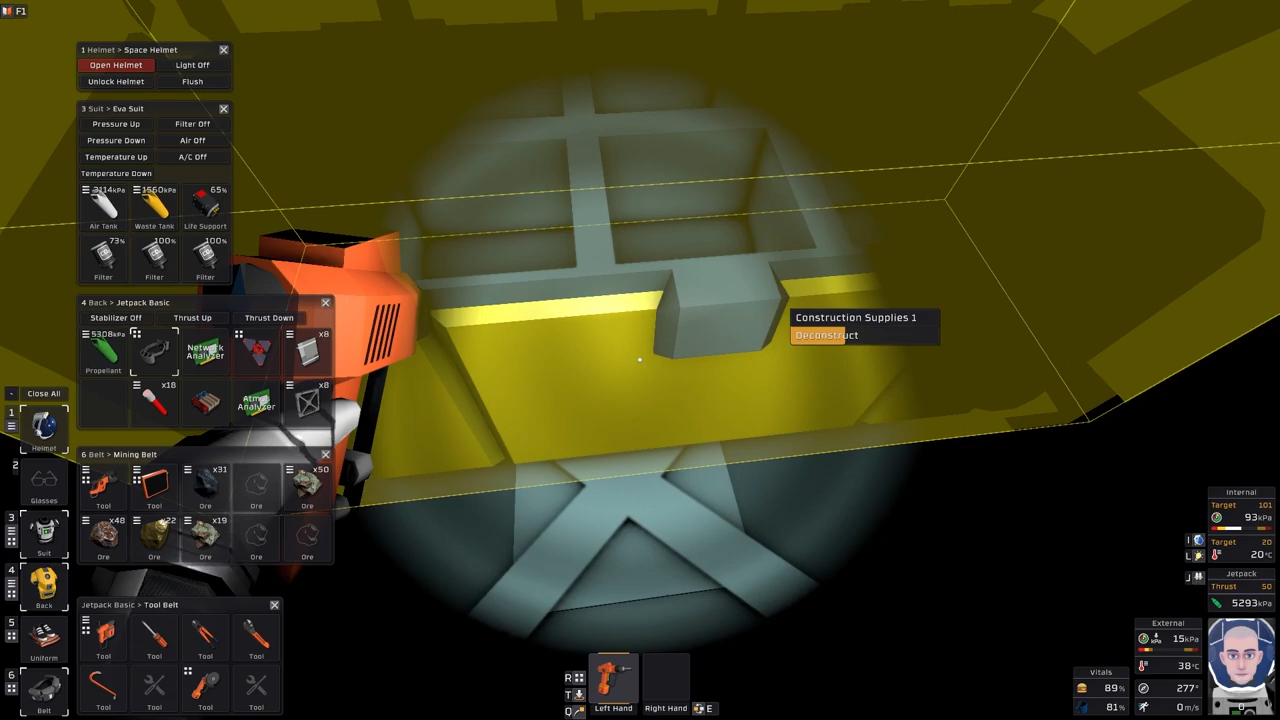 F1
1 Helmet > Space Helmet
Open Helmet Light Off
Unlock Helmet Flush
3 Suit > Eva Suit
Pressure Up Filter Off
Pressure Down Air Off
Temperature Up A/C Off
Temperature Down
3114kPa 1560kPa 65%
Air Tank Waste Tank Life Support
73% 100% 100%
Filter Filter Filter
4 Back > Jetpack Basic
Stabilizer Off Thrust Up Thrust Down
5308kPa x8
Network
Analyzer
Propellant
x18 x8
Atmo
Analyzer
6 Belt > Mining Belt
x31 x50
Tool Tool Ore Ore Ore
x48 x22 x19
Ore Ore Ore Ore Ore
Jetpack Basic > Tool Belt
Tool Tool Tool Tool
Tool Tool Tool Tool
- Close All
1
Helmet
2
Glasses
3
Suit
4
Back
5
Uniform
6
Belt
Construction Supplies 1
Deconstruct
R
T
Q
Left Hand Right Hand E
Internal
Target 101
93kPa
Target 20
20°C
I
L
J
Jetpack
Thrust 50
5293kPa
External
kPa 15kPa
38°C
Vitals
89%
81%
277°
0m/s
0